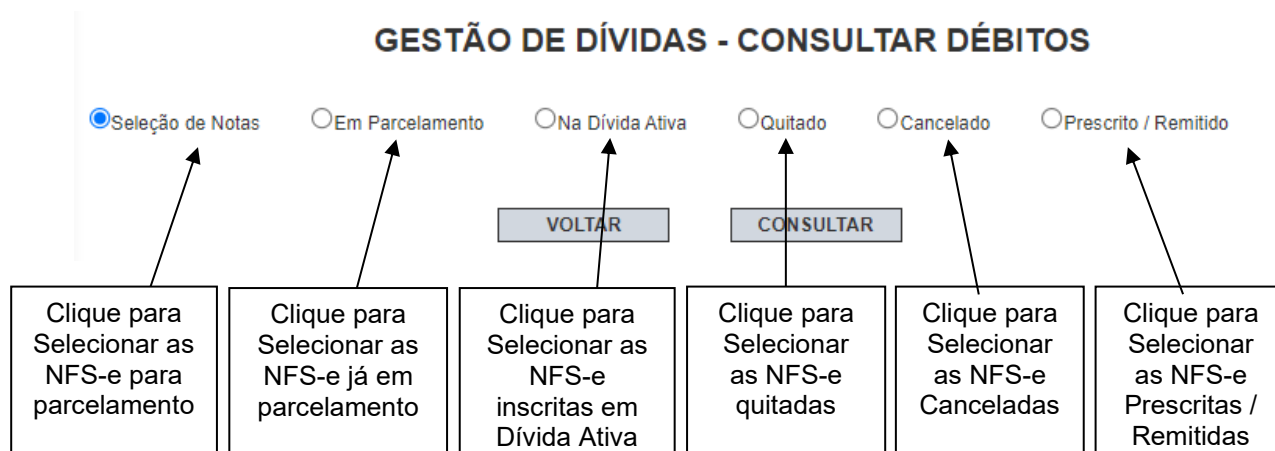 GESTÃO DE DÍVIDAS - CONSULTAR DÉBITOS
Seleção de Notas Em Parcelamento Na Dívida Ativa Quitado Cancelado Prescrito / Remitido
VOLTAR CONSULTAR
Clique para
Selecionar as
NFS-e para
parcelamento
Clique para
Selecionar as
NFS-e já em
parcelamento
Clique para
Selecionar as
NFS-e
inscritas em
Dívida Ativa
Clique para
Selecionar
as NFS-e
quitadas
Clique para
Selecionar
as NFS-e
Canceladas
Clique para
Selecionar
as NFS-e
Prescritas /
Remitidas